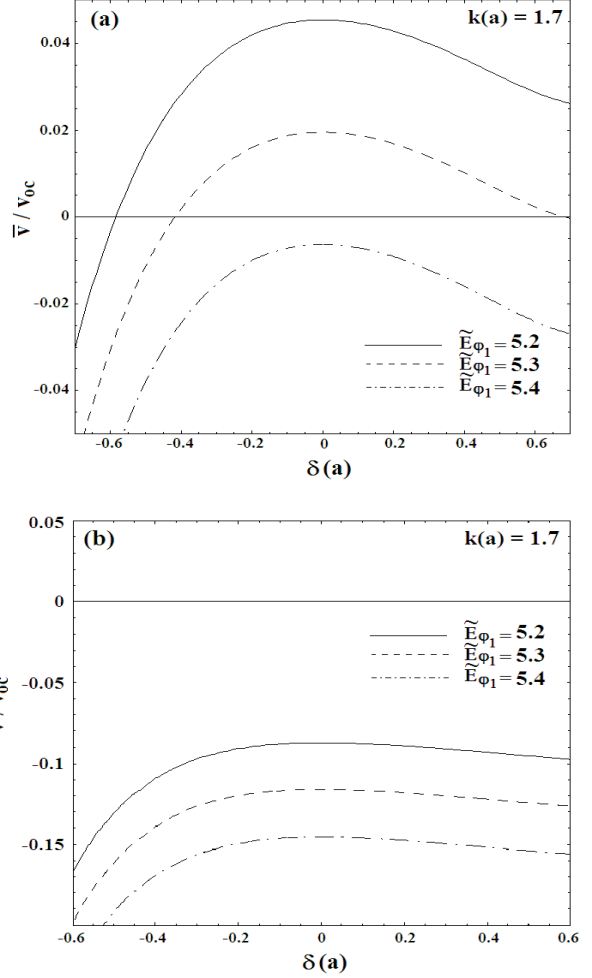 (a)
k(a) = 1.7
0.04
0.02
0
-0.02
-0.04
V̅ / V₀C
Ẽφ₁ = 5.2
Ẽφ₁ = 5.3
Ẽφ₁ = 5.4
-0.6
-0.4
-0.2
0
0.2
0.4
0.6
δ (a)
(b)
k(a) = 1.7
0.05
0
-0.05
-0.1
-0.15
Ẽφ₁ = 5.2
Ẽφ₁ = 5.3
Ẽφ₁ = 5.4
-0.6
-0.4
-0.2
0
0.2
0.4
0.6
δ (a)